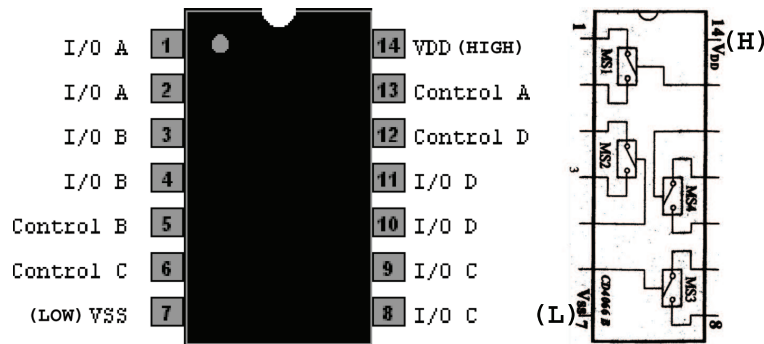 I/O A 1
I/O A 2
I/O B 3
I/O B 4
Control B 5
Control C 6
(LOW) VSS 7
14 VDD (HIGH)
13 Control A
12 Control D
11 I/O D
10 I/O D
9 I/O C
8 I/O C
1
14 VDD (H)
MS1
MS2
3
MS4
MS3
(L) VSS 7
CD4066 B
8